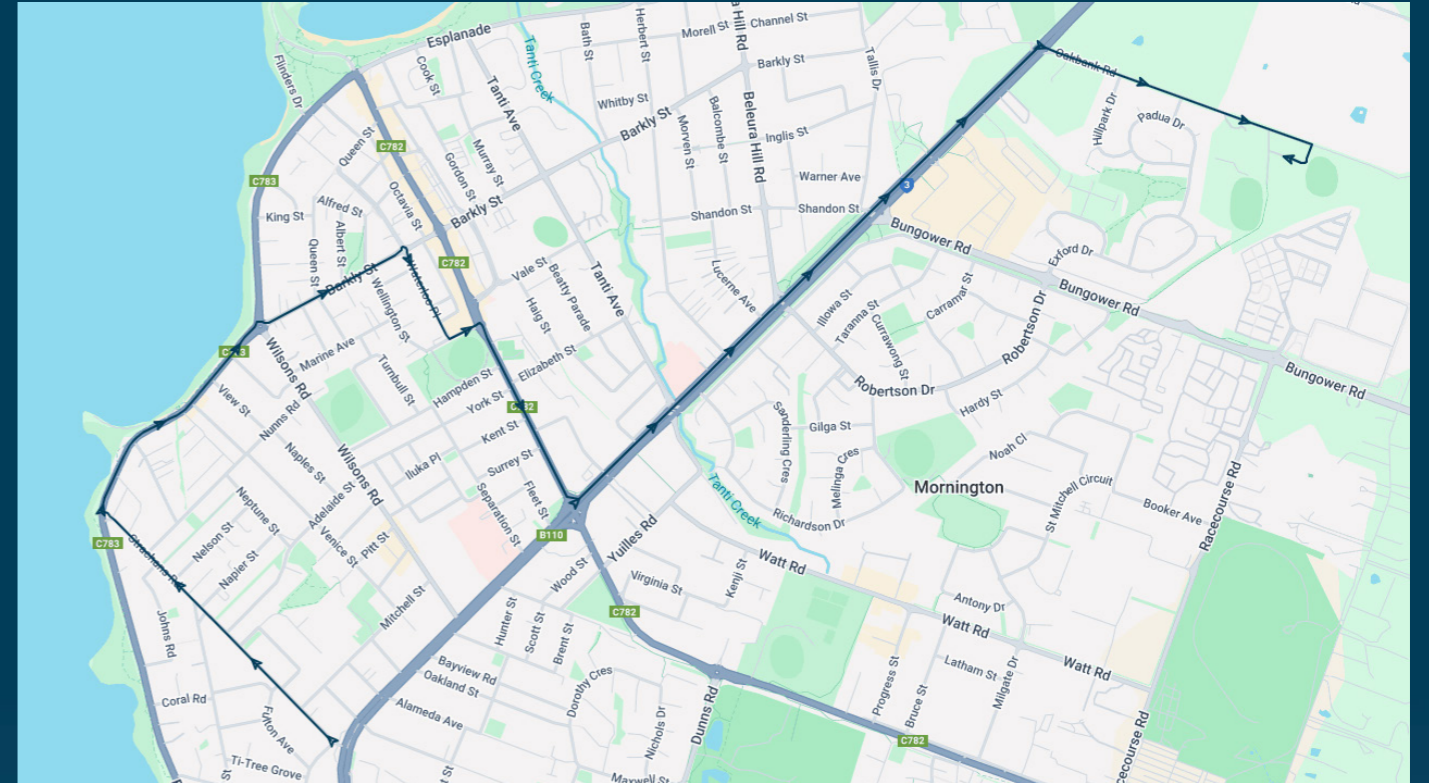 Esplanade
Bath St
Herbert St
Morell St
Channel St
Flinders Dr
Cook St
Tanti Creek
Tallis Dr
Barkly St
Oakbank Rd
Tanti Ave
Whitby St
Barkly St
Balcombe St
Beleura Hill Rd
Hillpark Dr
Padua Dr
Queen St
C782
Murray St
Gordon St
Morven St
Inglis St
C783
Octavia St
Warner Ave
3
Alfred St
King St
Barkly St
Shandon St
Shandon St
Bungower Rd
Albert St
Queen St
Exford Dr
C782
Vale St
Beatty Parade
Tanti Ave
Lucerne Ave
Barkly St
Waterloo Pl
Wellington St
Carramar St
Bungower Rd
Illowa St
Taranna St
Currawong St
Haig St
Robertson Dr
Wilsons Rd
Marine Ave
Elizabeth St
Turnbull St
Hampden St
Robertson Dr
Bungower Rd
View St
York St
Hardy St
Nunns Rd
Kent St
Sanderling Cres
Gilga St
Naples St
Wilsons Rd
Iluka Pl
Surrey St
Melinga Cres
Noah Cl
Neptune St
Adelaide St
Separation St
Fleet St
Tanti Creek
Mornington
St Mitchell Circuit
Booker Ave
Racecourse Rd
Nelson St
Venice St
Richardson Dr
C783
Strachans Rd
Pitt St
B110
Yuilles Rd
Napier St
Wood St
Watt Rd
Virginia St
Kenji St
Mitchell St
C782
Antony Dr
Johns Rd
Hunter St
Scott St
Brent St
Watt Rd
Bayview Rd
Latham St
Watt Rd
Oakland St
Dorothy Cres
Progress St
Milgate Dr
Coral Rd
Bruce St
Alameda Ave
Fulton Ave
Nichols Dr
Dunns Rd
C782
Ti-Tree Grove
Maxwell St